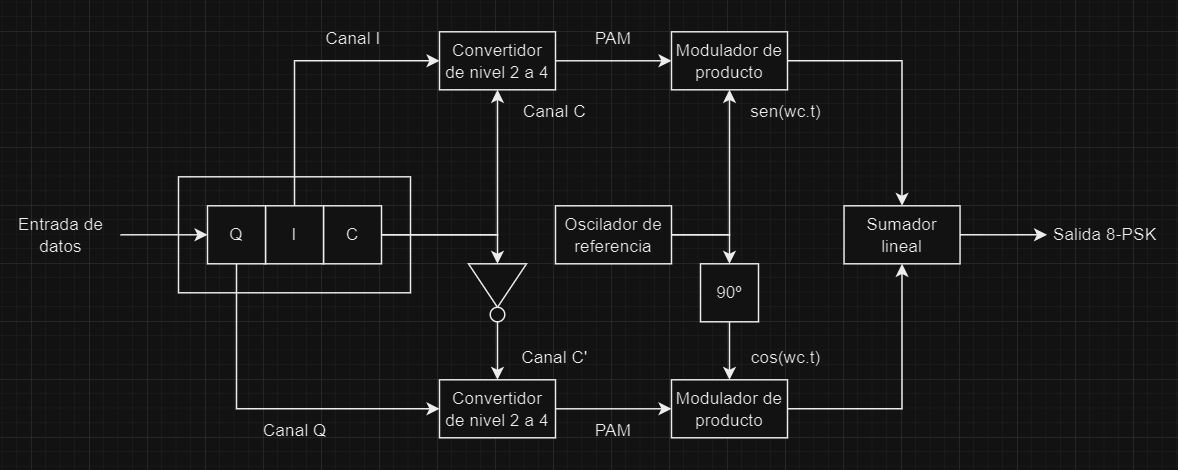 Canal I
Convertidor
de nivel 2 a 4
PAM
Modulador de
producto
Canal C
sen(wc.t)
Entrada de
datos
Q
I
C
Oscilador de
referencia
Sumador
lineal
Salida 8-PSK
90º
Canal C'
cos(wc.t)
Canal Q
Convertidor
de nivel 2 a 4
PAM
Modulador de
producto